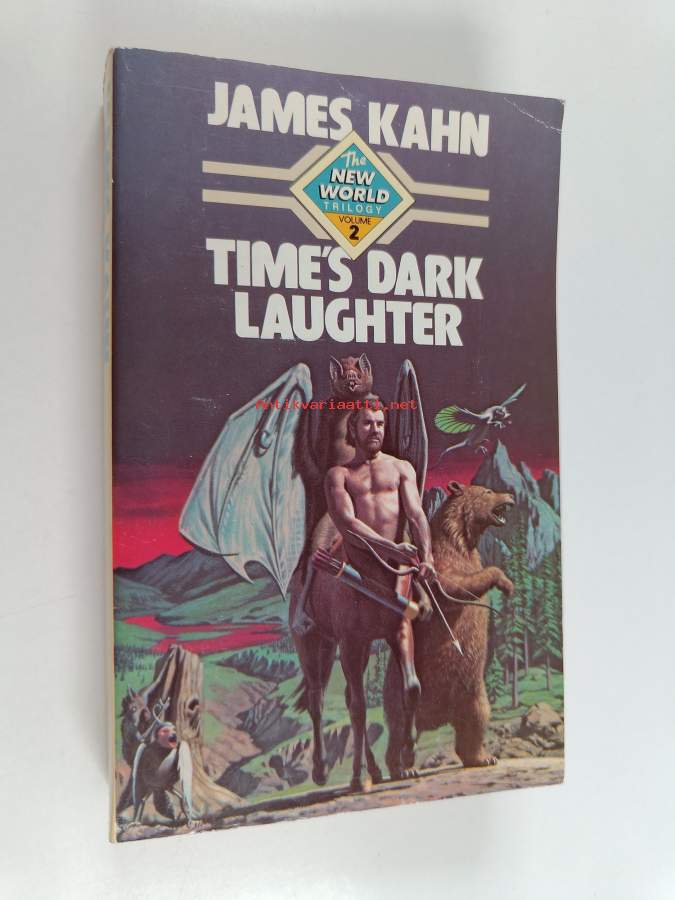 JAMES KAHN
The
NEW
WORLD
TRILOGY
VOLUME
2
TIME'S DARK
LAUGHTER
Antikvariaatti.net